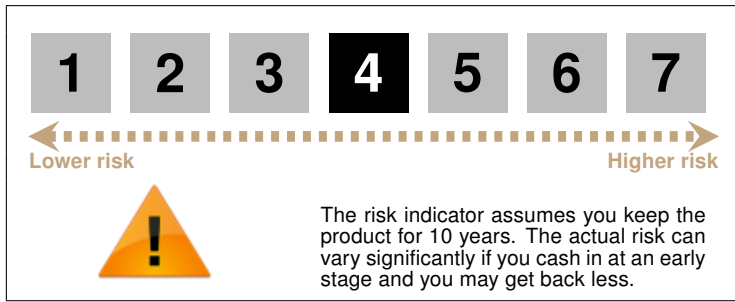 1 2 3 4 5 6 7
Lower risk Higher risk
!
The risk indicator assumes you keep the
product for 10 years. The actual risk can
vary significantly if you cash in at an early
stage and you may get back less.